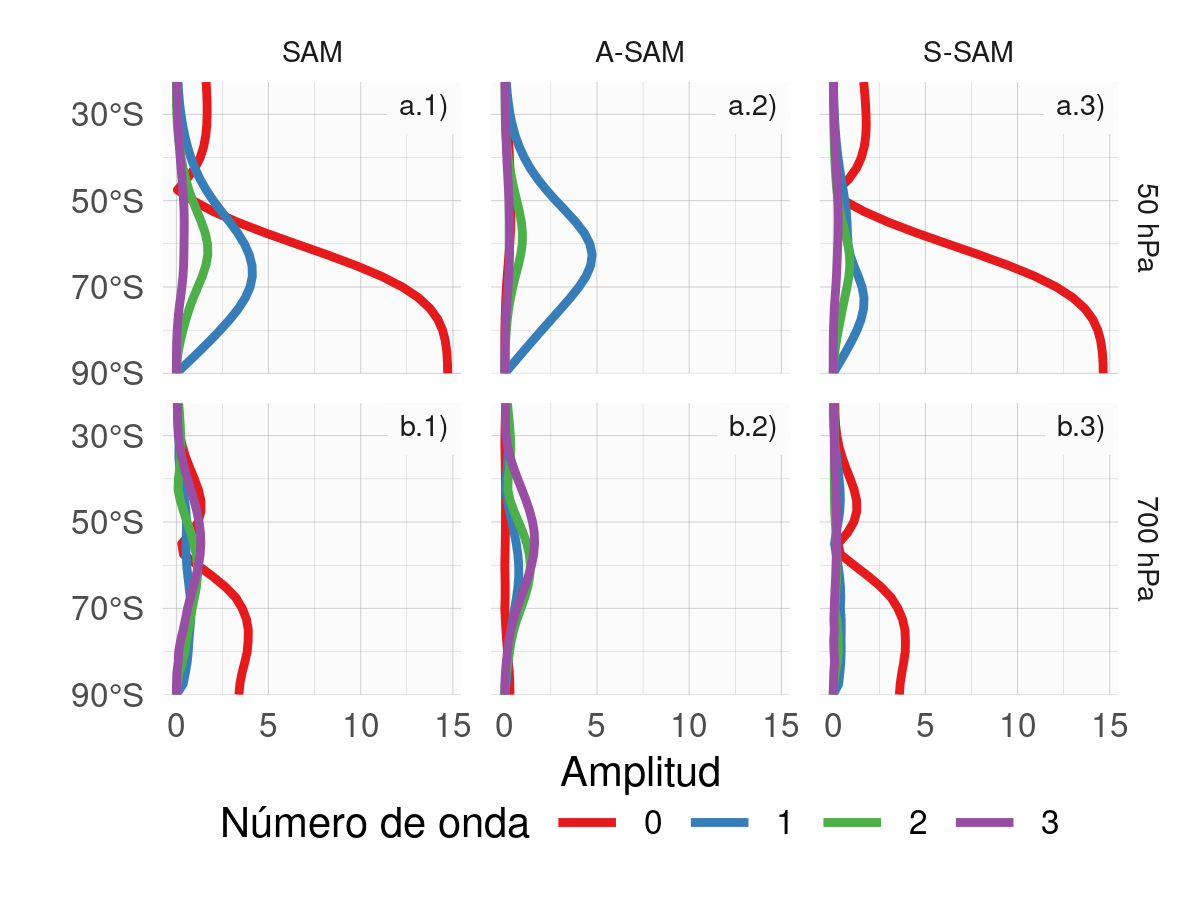 SAM A-SAM S-SAM
a.1) a.2) a.3)
30°S
50°S
70°S
90°S
50 hPa
b.1) b.2) b.3)
30°S
50°S
70°S
90°S
700 hPa
0 5 10 15 0 5 10 15 0 5 10 15
Amplitud
Número de onda 0 1 2 3